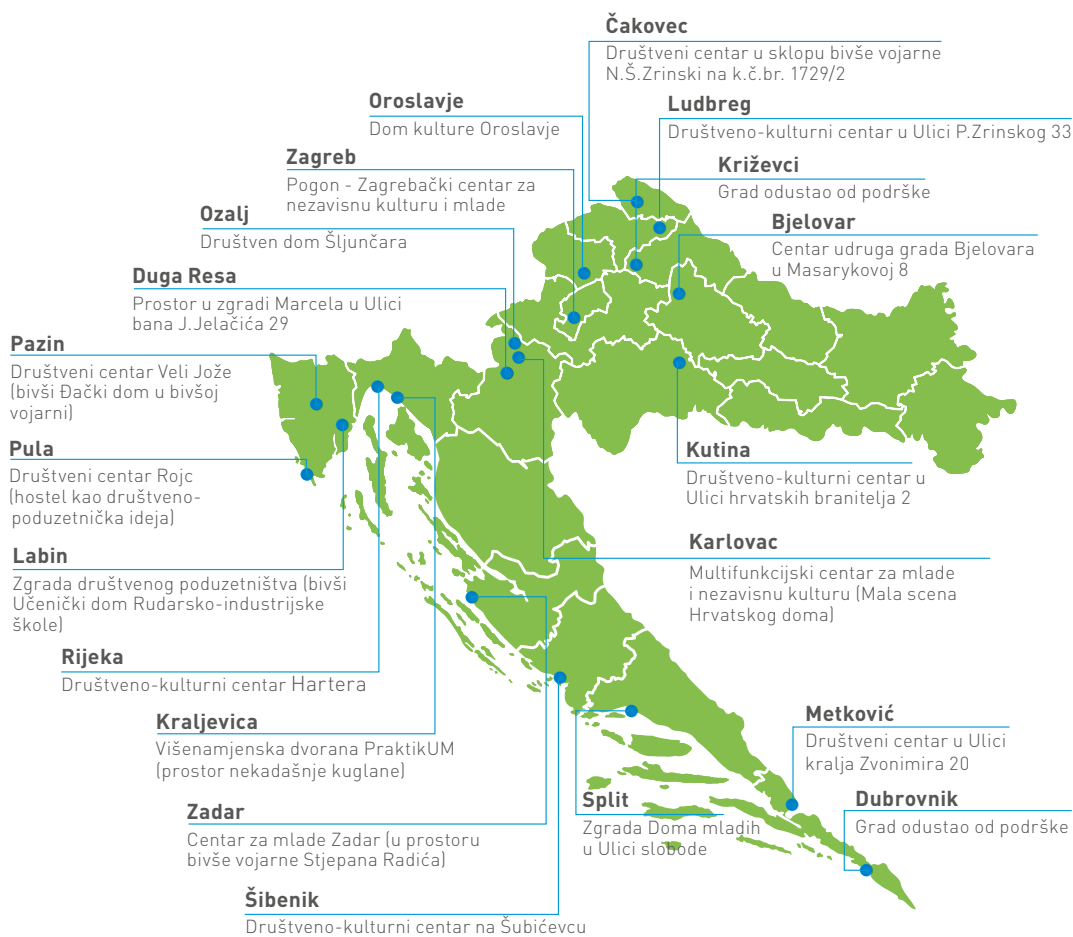 Čakovec
Društveni centar u sklopu bivše vojarne
N.Š.Zrinski na k.č.br. 1729/2
Oroslavje
Dom kulture Oroslavje
Ludbreg
Društveno-kulturni centar u Ulici P.Zrinskog 33
Zagreb
Pogon - Zagrebački centar za
nezavisnu kulturu i mlade
Križevci
Grad odustao od podrške
Ozalj
Društven dom Šljunčara
Bjelovar
Centar udruga grada Bjelovara
u Masarykovoj 8
Duga Resa
Prostor u zgradi Marcela u Ulici
bana J.Jelačića 29
Pazin
Društveni centar Veli Jože
(bivši Đački dom u bivšoj
vojarni)
Pula
Društveni centar Rojc
(hostel kao društveno-
poduzetnička ideja)
Kutina
Društveno-kulturni centar u
Ulici hrvatskih branitelja 2
Labin
Zgrada društvenog poduzetništva (bivši
Učenički dom Rudarsko-industrijske
škole)
Karlovac
Multifunkcijski centar za mlade
i nezavisnu kulturu (Mala scena
Hrvatskog doma)
Rijeka
Društveno-kulturni centar Hartera
Kraljevica
Višenamjenska dvorana PraktikUM
(prostor nekadašnje kuglane)
Metković
Društveni centar u Ulici
kralja Zvonimira 20
Zadar
Centar za mlade Zadar (u prostoru
bivše vojarne Stjepana Radića)
Split
Zgrada Doma mladih
u Ulici slobode
Dubrovnik
Grad odustao od podrške
Šibenik
Društveno-kulturni centar na Šubićevcu